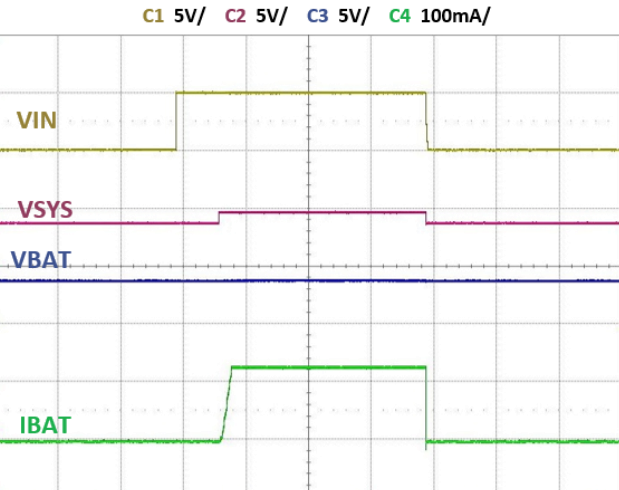 C1 5V/ C2 5V/ C3 5V/ C4 100mA/
VIN
VSYS
VBAT
IBAT